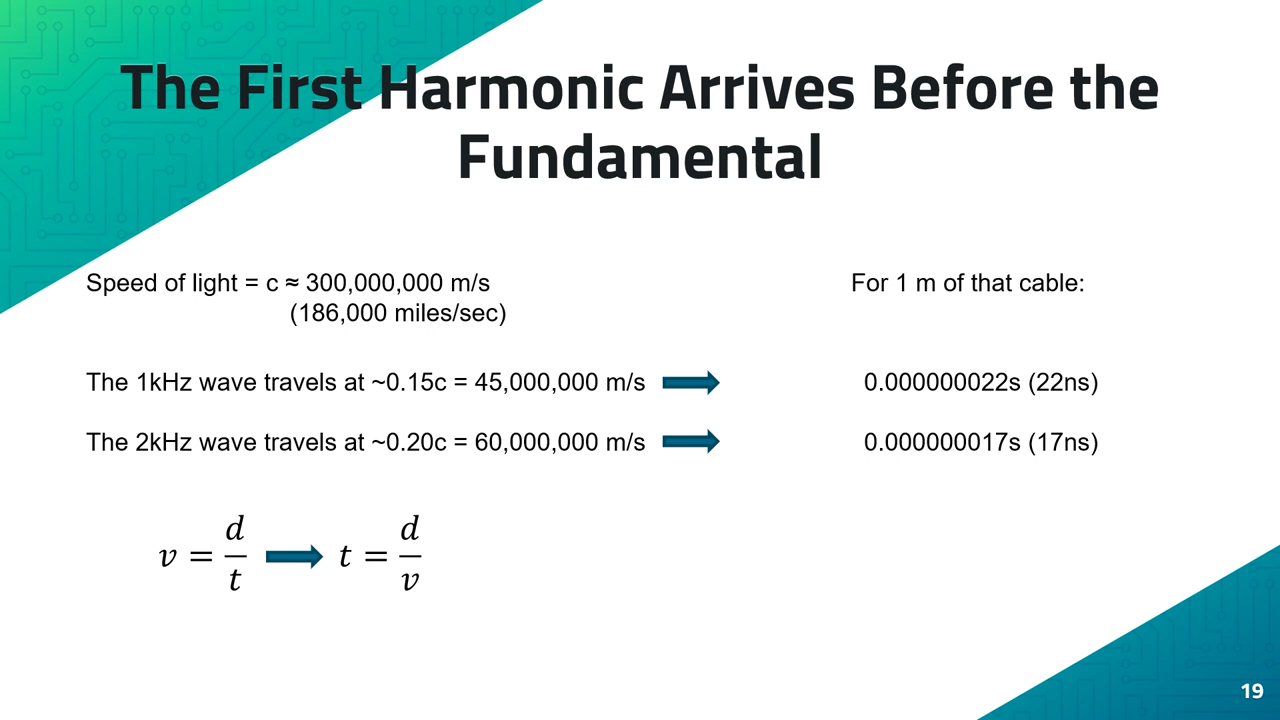 The First Harmonic Arrives Before the
Fundamental
Speed of light = c ≈ 300,000,000 m/s
(186,000 miles/sec)
For 1 m of that cable:
The 1kHz wave travels at ~0.15c = 45,000,000 m/s
0.000000022s (22ns)
The 2kHz wave travels at ~0.20c = 60,000,000 m/s
0.000000017s (17ns)
v = d/t
t = d/v
19